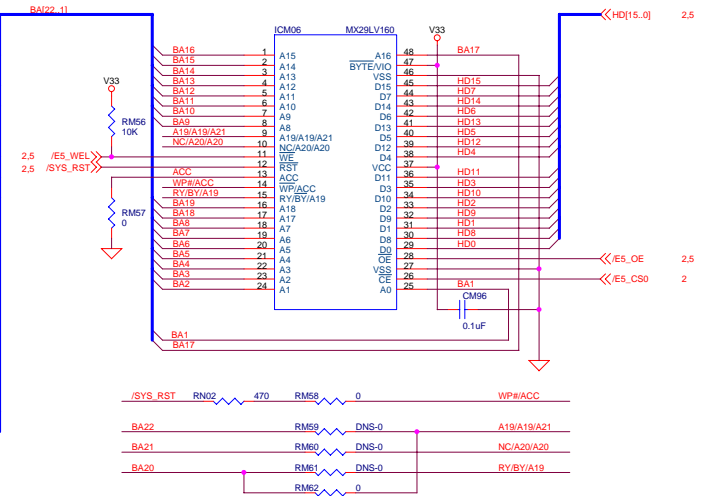 BA[22..1]
HD[15..0] 2,5
ICM06 MX29LV160 V33
BA16 1 A15 A16 48 BA17
BA15 2 A14 BYTE/VIO 47
BA14 3 A13 VSS 46
BA13 4 A12 D15 45 HD15
BA12 5 A11 D7 44 HD7
BA11 6 A10 D14 43 HD14
BA10 7 A9 D6 42 HD6
BA9 8 A8 D13 41 HD13
A19/A19/A21 9 A19/A19/A21 D5 40 HD5
NC/A20/A20 10 NC/A20/A20 D12 39 HD12
2,5 /E5_WEL 11 WE D4 38 HD4
2,5 /SYS_RST 12 RST VCC 37
ACC 13 ACC D11 36 HD11
WP#/ACC 14 WP/ACC D3 35 HD3
RY/BY/A19 15 RY/BY/A19 D10 34 HD10
BA19 16 A18 D2 33 HD2
BA18 17 A17 D9 32 HD9
BA8 18 A7 D1 31 HD1
BA7 19 A6 D8 30 HD8
BA6 20 A5 D0 29 HD0
BA5 21 A4 OE 28 /E5_OE 2,5
BA4 22 A3 VSS 27
BA3 23 A2 CE 26 /E5_CS0 2
BA2 24 A1 A0 25 BA1
V33
RM56
10K
RM57
0
CM96
0.1uF
BA1
BA17
/SYS_RST RN02 470 RM58 0 WP#/ACC
BA22 RM59 DNS-0 A19/A19/A21
BA21 RM60 DNS-0 NC/A20/A20
BA20 RM61 DNS-0 RY/BY/A19
RM62 0